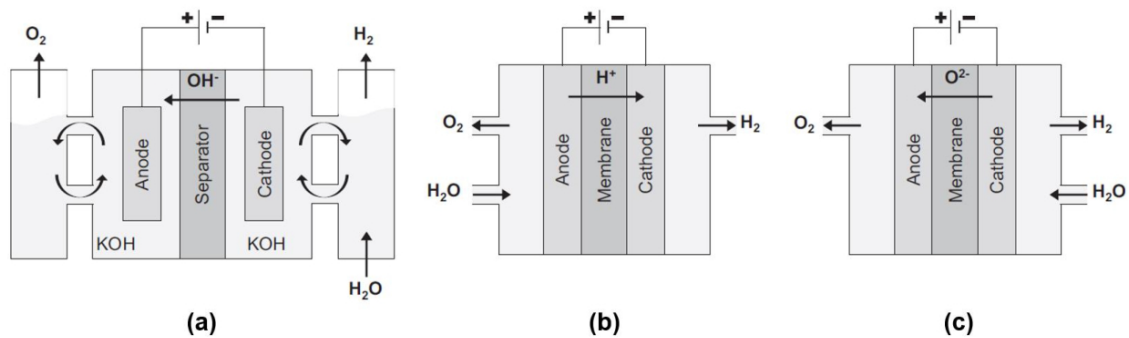 + −
O₂
H₂
OH⁻
Anode
Separator
Cathode
KOH
KOH
H₂O
(a)
+ −
H⁺
O₂
H₂
H₂O
Anode
Membrane
Cathode
(b)
+ −
O²⁻
O₂
H₂
H₂O
Anode
Membrane
Cathode
(c)